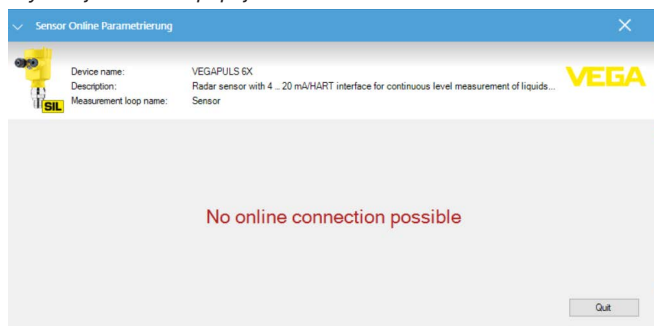 Sensor Online Parametrierung
Device name: VEGAPULS 6X
Description: Radar sensor with 4 .. 20 mA/HART interface for continuous level measurement of liquids...
Measurement loop name: Sensor
SIL
VEGA
No online connection possible
Quit